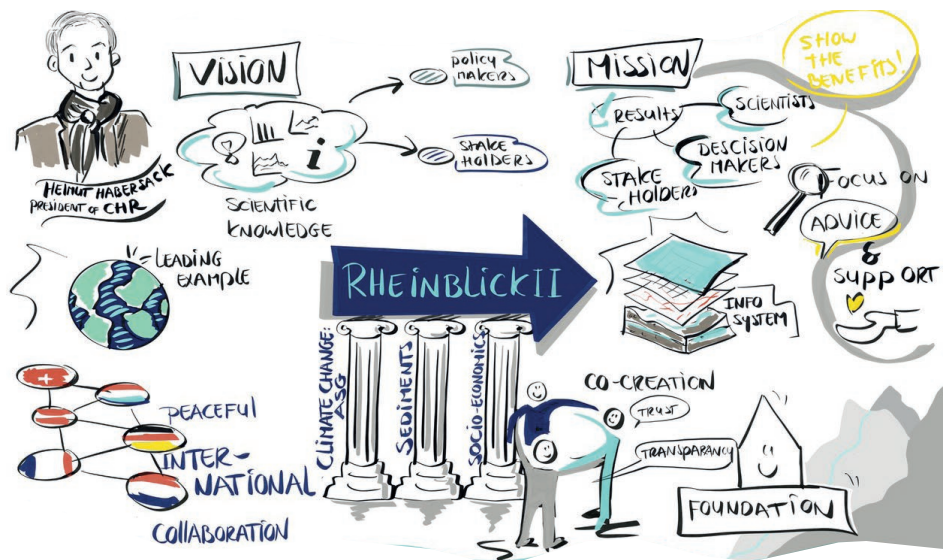 VISION
POLICY
MAKERS
STAKE
HOLDERS
SCIENTIFIC
KNOWLEDGE
HELMUT HABERSACK
PRESIDENT OF CHR
MISSION
RESULTS
SCIENTISTS
DESCISION
MAKERS
STAKE
HOLDERS
SHOW
THE
BENEFITS!
FOCUS ON
ADVICE
&
SUPPORT
LEADING
EXAMPLE
RHEINBLICKII
INFO
SYSTEM
PEACEFUL
INTER-
NATIONAL
COLLABORATION
CLIMATE CHANGE:
ASG
SEDIMENTS
SOCIO-ECONOMICS
CO-CREATION
TRUST
TRANSPARANCY
FOUNDATION